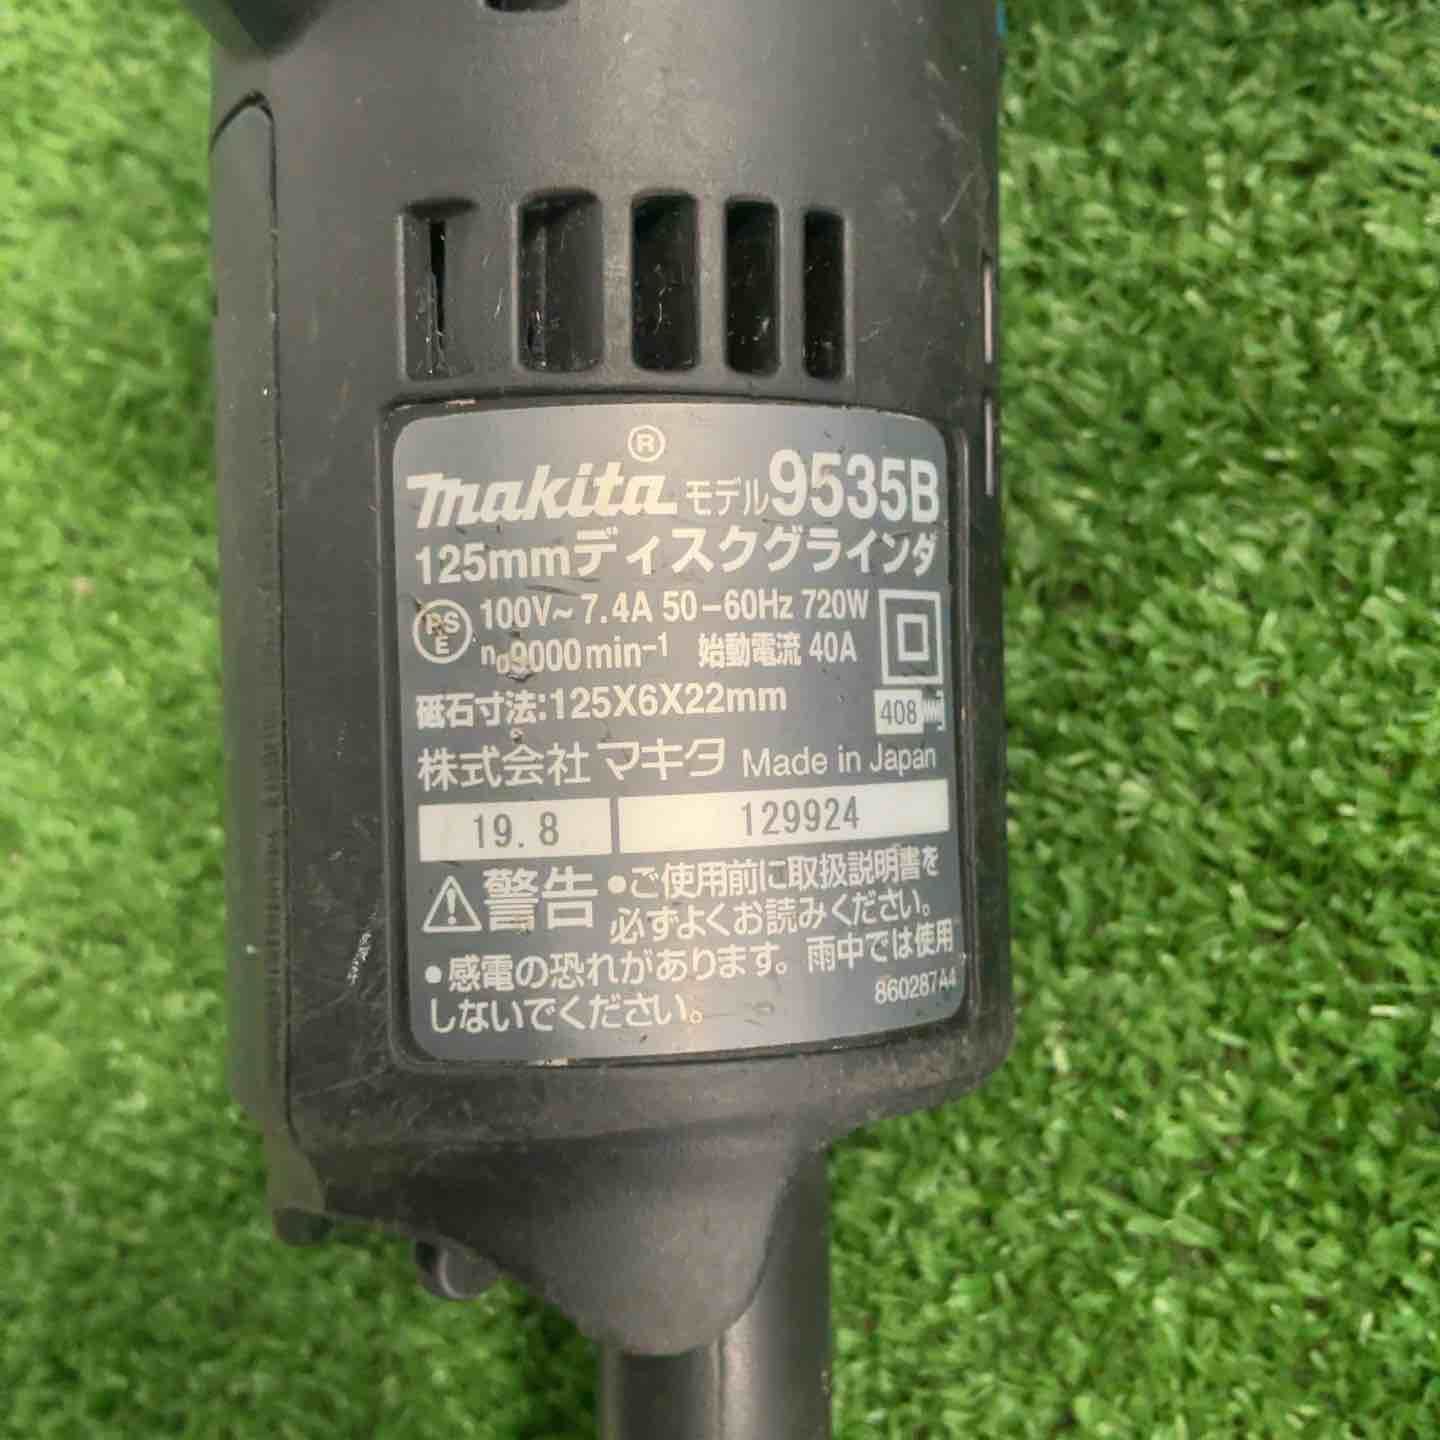 makita® モデル9535B
125mmディスクグラインダ
PSE 100V~ 7.4A 50-60Hz 720W
n₀9000min⁻¹ 始動電流 40A
砥石寸法:125X6X22mm
408
株式会社 マキタ Made in Japan
19.8 129924
警告 •ご使用前に取扱説明書を
必ずよくお読みください。
•感電の恐れがあります。雨中では使用
しないでください。
860287A4